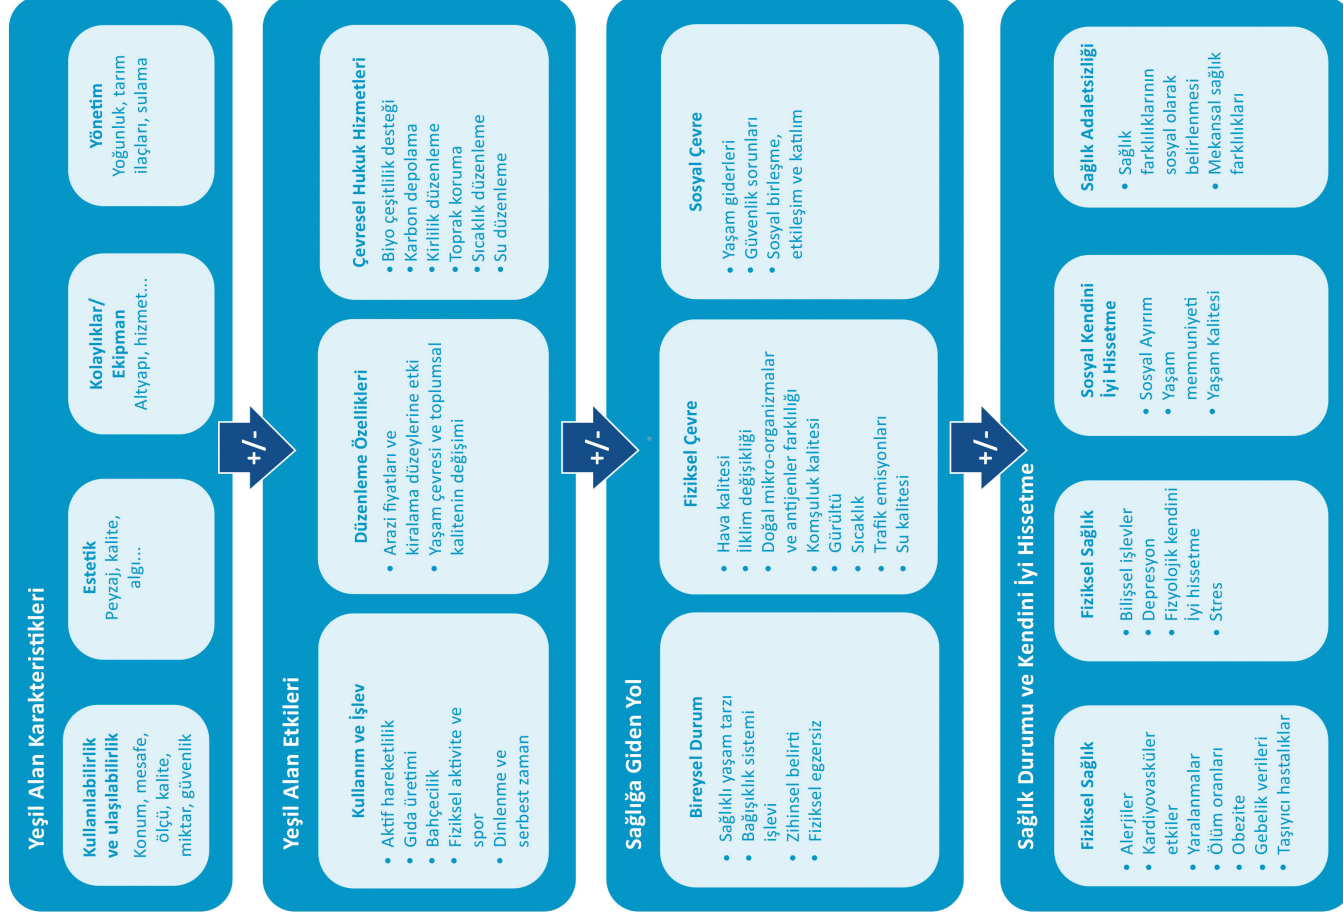 Yeşil Alan Karakteristikleri
Kullanılabilirlik
ve ulaşılabilirlik
Konum, mesafe,
ölçü, kalite,
miktar, güvenlik
Estetik
Peyzaj, kalite,
algı...
Kolaylıklar/
Ekipman
Altyapı, hizmet...
Yönetim
Yoğunluk, tarım
ilaçları, sulama
+/-
Yeşil Alan Etkileri
Kullanım ve İşlev
• Aktif hareketlilik
• Gıda üretimi
• Bahçecilik
• Fiziksel aktivite ve
spor
• Dinlenme ve
serbest zaman
Düzenleme Özellikleri
• Arazi fiyatları ve
kiralama düzeylerine etki
• Yaşam çevresi ve toplumsal
kalitenin değişimi
Çevresel Hukuk Hizmetleri
• Biyo çeşitlilik desteği
• Karbon depolama
• Kirlilik düzenleme
• Toprak koruma
• Sıcaklık düzenleme
• Su düzenleme
+/-
Sağlığa Giden Yol
Bireysel Durum
• Sağlıklı yaşam tarzı
• Bağışıklık sistemi
işlevi
• Zihinsel belirti
• Fiziksel egzersiz
Fiziksel Çevre
• Hava kalitesi
• İlklim değişikliği
• Doğal mikro-organizmalar
ve antijenler farklılığı
• Komşuluk kalitesi
• Gürültü
• Sıcaklık
• Trafik emisyonları
• Su kalitesi
Sosyal Çevre
• Yaşam giderleri
• Güvenlik sorunları
• Sosyal birleşme,
etkileşim ve katılım
+/-
Sağlık Durumu ve Kendini İyi Hissetme
Fiziksel Sağlık
• Alerjiler
• Kardiyovasküler
etkiler
• Yaralanmalar
• Ölüm oranları
• Obezite
• Gebelik verileri
• Taşıyıcı hastalıklar
Fiziksel Sağlık
• Bilişsel işlevler
• Depresyon
• Fizyolojik kendini
İyi hissetme
• Stres
Sosyal Kendini
İyi Hissetme
• Sosyal Ayırım
• Yaşam
memnuniyeti
• Yaşam Kalitesi
Sağlık Adaletsizliği
• Sağlık
farklılıklarının
sosyal olarak
belirlenmesi
• Mekansal sağlık
farklılıkları